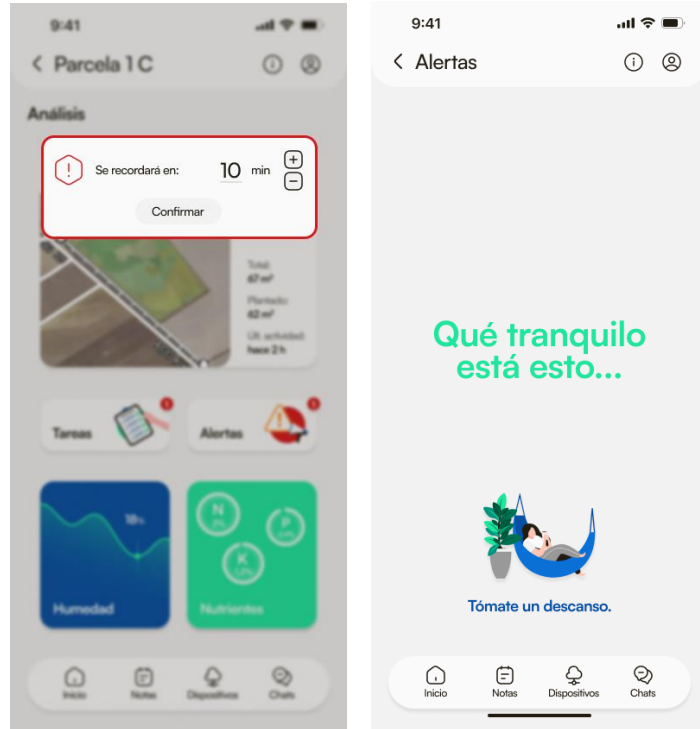 9:41
Parcela 1 C
Análisis
Se recordará en: 10 min
Confirmar
Total:
67 m²
Plantado:
62 m²
Últ. actividad:
hace 2 h
Tareas
1
Alertas
1
18%
Humedad
N
P
K
Nutrientes
Inicio
Notas
Dispositivos
Chats
9:41
Alertas
Qué tranquilo
está esto...
Tómate un descanso.
Inicio
Notas
Dispositivos
Chats